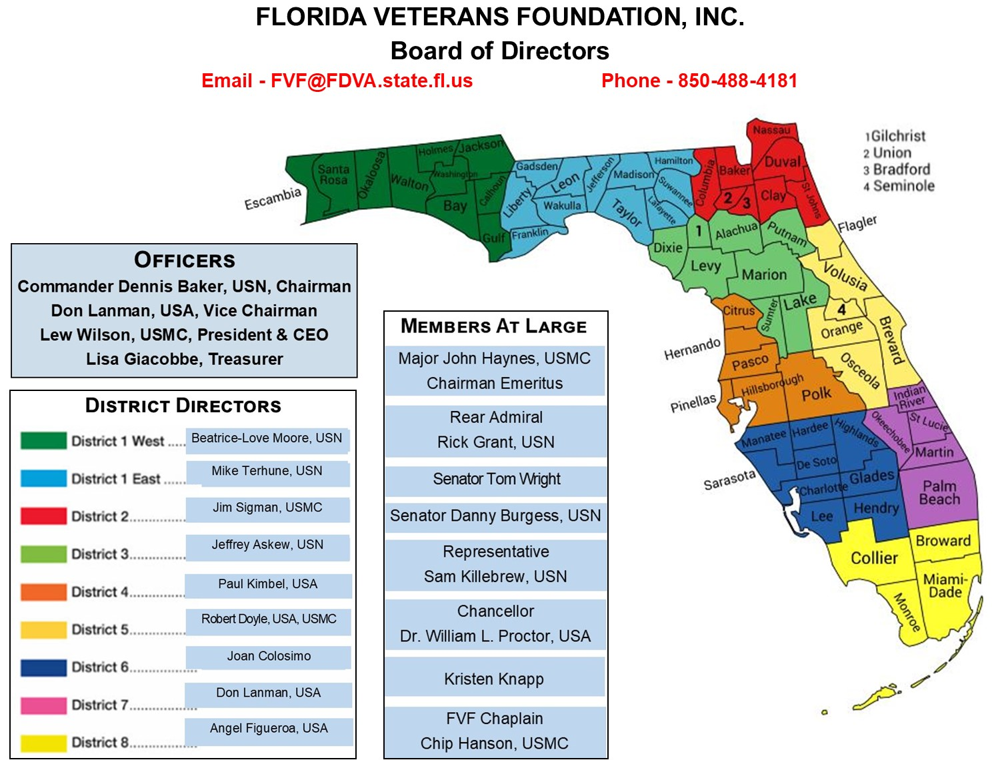 FLORIDA VETERANS FOUNDATION, INC.
Board of Directors
Email - FVF@FDVA.state.fl.us
Phone - 850-488-4181
1 Gilchrist
2 Union
3 Bradford
4 Seminole
Escambia
Santa
Rosa
Okaloosa
Walton
Holmes
Jackson
Washington
Bay
Calhoun
Gulf
Gadsden
Liberty
Leon
Wakulla
Franklin
Jefferson
Madison
Taylor
Hamilton
Suwannee
Lafayette
Columbia
Baker
Nassau
Duval
2
3
Clay
St Johns
Flagler
Dixie
1
Alachua
Putnam
Levy
Marion
Volusia
Citrus
Sumter
Lake
4
Orange
Brevard
Hernando
Pasco
Osceola
Pinellas
Hillsborough
Polk
Indian
River
Manatee
Hardee
Highlands
Okeechobee
St Lucie
Martin
Sarasota
De Soto
Charlotte
Glades
Palm
Beach
Lee
Hendry
Broward
Collier
Miami-
Dade
Monroe
OFFICERS
Commander Dennis Baker, USN, Chairman
Don Lanman, USA, Vice Chairman
Lew Wilson, USMC, President & CEO
Lisa Giacobbe, Treasurer
DISTRICT DIRECTORS
District 1 West ..... Beatrice-Love Moore, USN
District 1 East ...... Mike Terhune, USN
District 2............... Jim Sigman, USMC
District 3............... Jeffrey Askew, USN
District 4............... Paul Kimbel, USA
District 5............... Robert Doyle, USA, USMC
District 6.................. Joan Colosimo
District 7.................. Don Lanman, USA
District 8.................. Angel Figueroa, USA
MEMBERS AT LARGE
Major John Haynes, USMC
Chairman Emeritus
Rear Admiral
Rick Grant, USN
Senator Tom Wright
Senator Danny Burgess, USN
Representative
Sam Killebrew, USN
Chancellor
Dr. William L. Proctor, USA
Kristen Knapp
FVF Chaplain
Chip Hanson, USMC